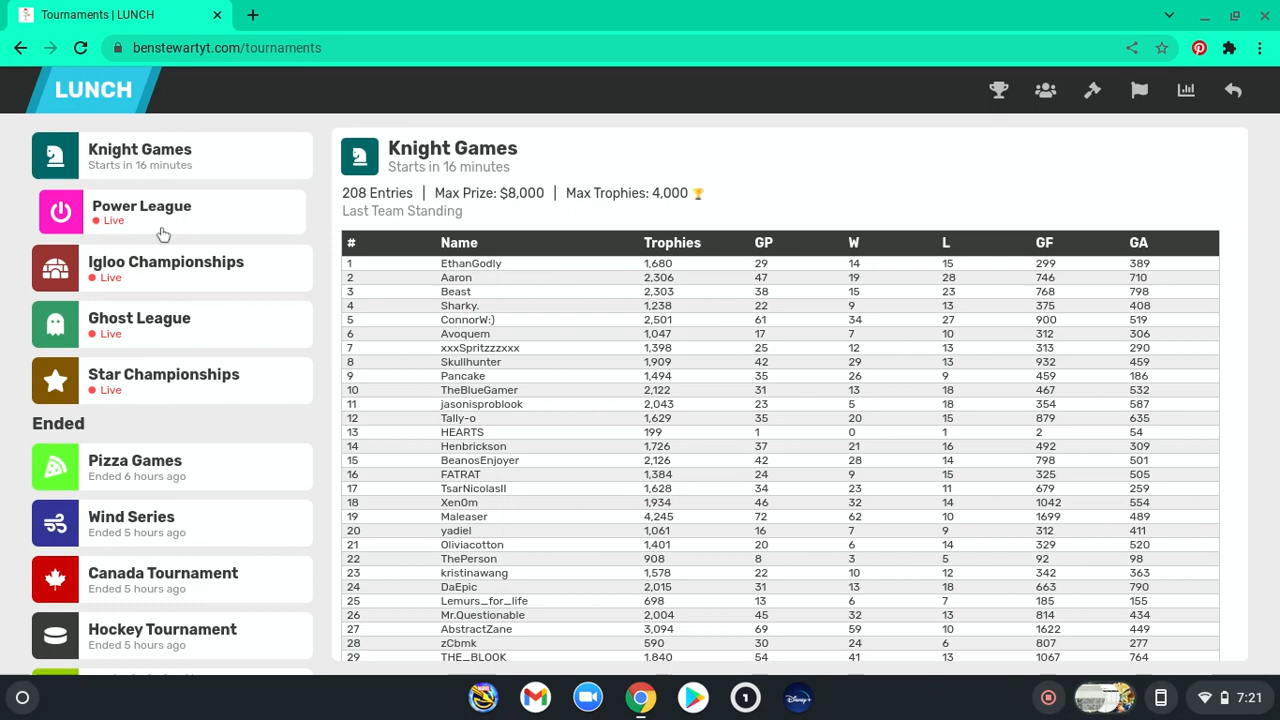 Tournaments | LUNCH
benstewartyt.com/tournaments
LUNCH
Knight Games
Starts in 16 minutes
Power League
Live
Igloo Championships
Live
Ghost League
Live
Star Championships
Live
Ended
Pizza Games
Ended 6 hours ago
Wind Series
Ended 5 hours ago
Canada Tournament
Ended 5 hours ago
Hockey Tournament
Ended 5 hours ago
Knight Games
Starts in 16 minutes
208 Entries | Max Prize: $8,000 | Max Trophies: 4,000 🏆
Last Team Standing
# Name Trophies GP W L GF GA
1 EthanGodly 1,680 29 14 15 299 389
2 Aaron 2,306 47 19 28 746 710
3 Beast 2,303 38 15 23 768 798
4 Sharky. 1,238 22 9 13 375 408
5 ConnorW:) 2,501 61 34 27 900 519
6 Avoquem 1,047 17 7 10 312 306
7 xxxSpritzzzxxx 1,398 25 12 13 313 290
8 Skullhunter 1,909 42 29 13 932 459
9 Pancake 1,494 35 26 9 459 186
10 TheBlueGamer 2,122 31 13 18 467 532
11 jasonisproblook 2,043 23 5 18 354 587
12 Tally-o 1,629 35 20 15 879 635
13 HEARTS 199 1 0 1 2 54
14 Henbrickson 1,726 37 21 16 492 309
15 BeanosEnjoyer 2,126 42 28 14 798 501
16 FATRAT 1,384 24 9 15 325 505
17 TsarNicolasII 1,628 34 23 11 679 259
18 Xen0m 1,934 46 32 14 1042 554
19 Maleaser 4,245 72 62 10 1699 489
20 yadiel 1,061 16 7 9 312 411
21 Oliviacotton 1,401 20 6 14 329 520
22 ThePerson 908 8 3 5 92 98
23 kristinawang 1,578 22 10 12 342 363
24 DaEpic 2,015 31 13 18 663 790
25 Lemurs_for_life 698 13 6 7 185 155
26 Mr.Questionable 2,004 45 32 13 814 434
27 AbstractZane 3,094 69 59 10 1622 449
28 zCbmk 590 30 24 6 807 277
29 THE_BLOOK 1,840 54 41 13 1067 764
1
Disney+
7:21